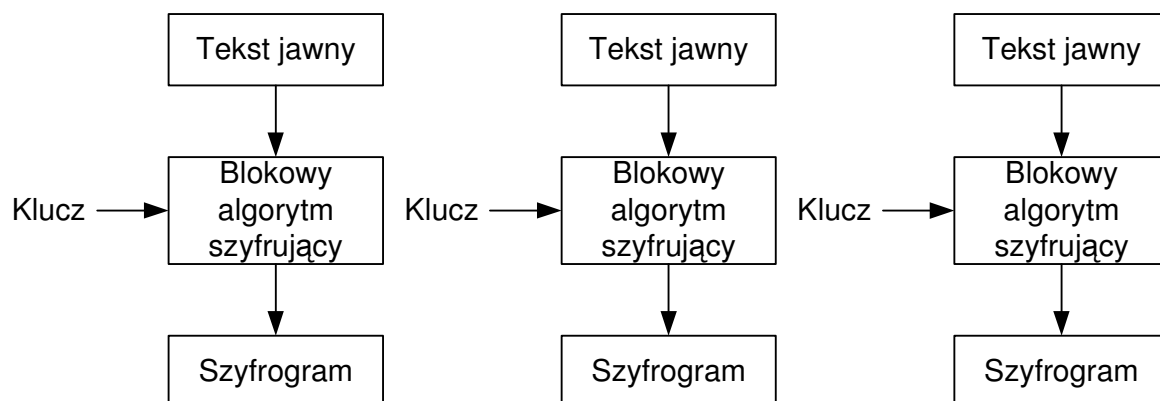 Tekst jawny
Tekst jawny
Tekst jawny
Klucz
Blokowy
algorytm
szyfrujący
Klucz
Blokowy
algorytm
szyfrujący
Klucz
Blokowy
algorytm
szyfrujący
Szyfrogram
Szyfrogram
Szyfrogram